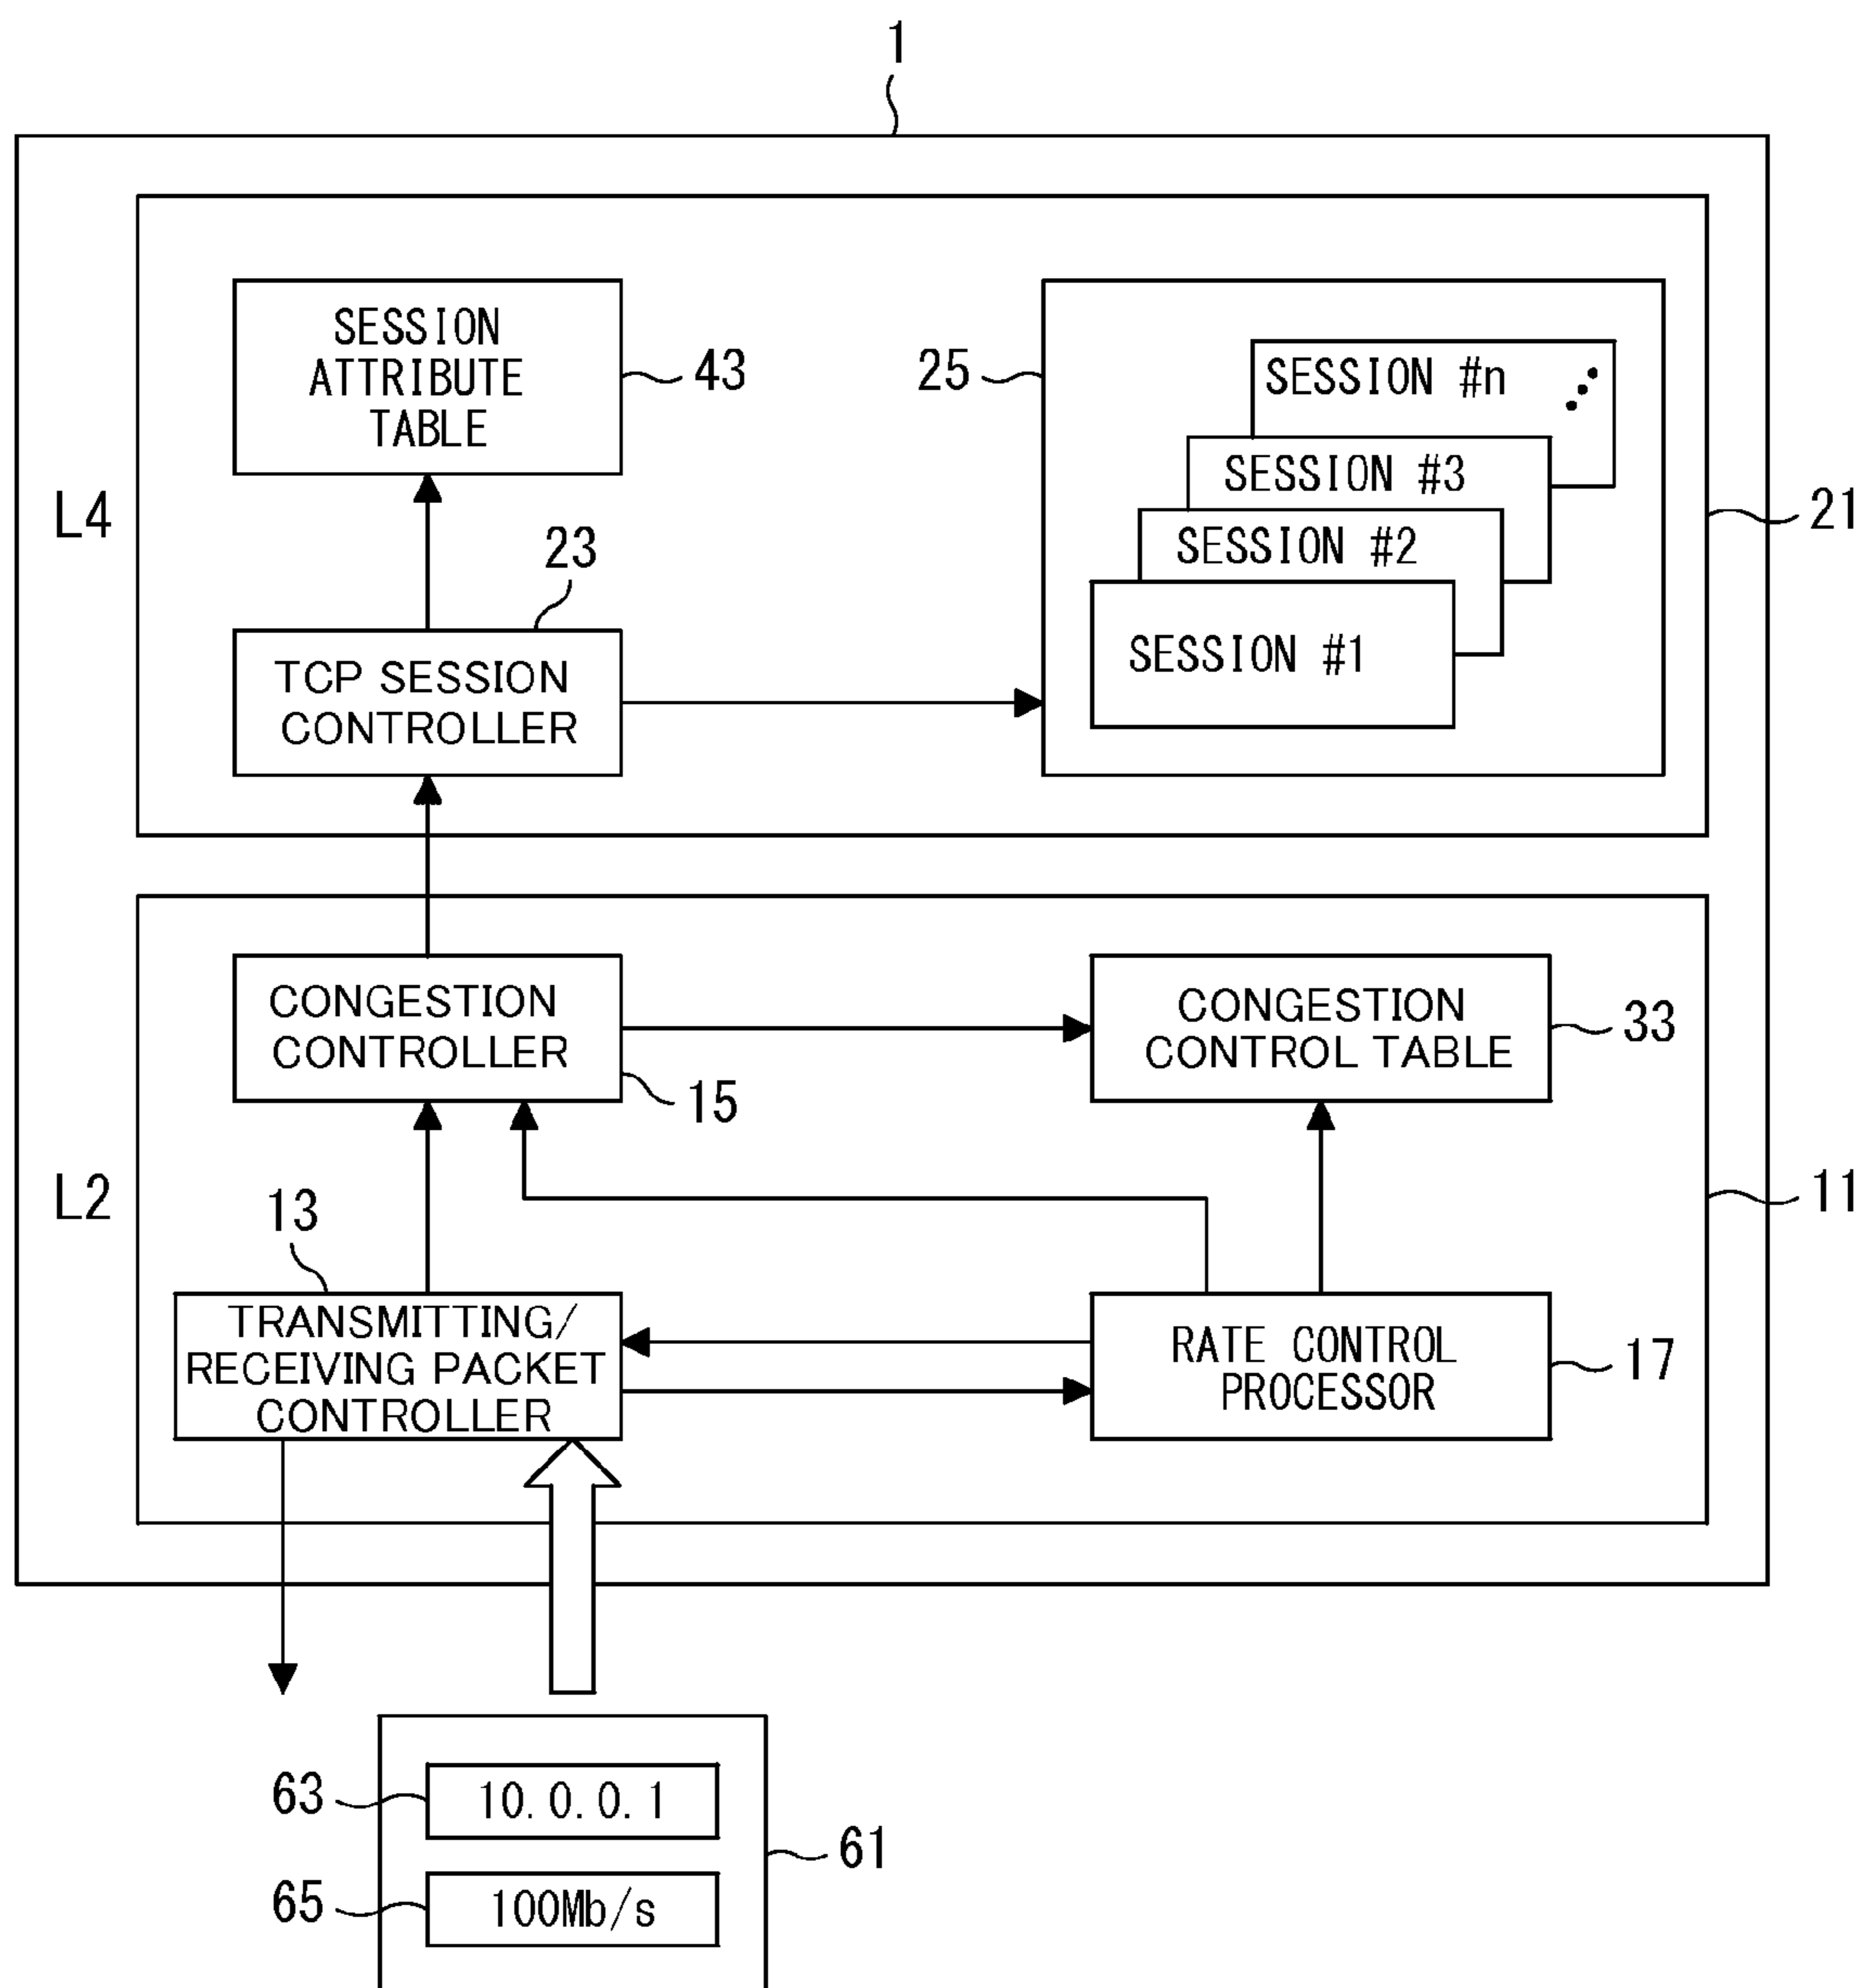 1
SESSION
ATTRIBUTE
TABLE
43
25
SESSION #n
SESSION #3
SESSION #2
SESSION #1
L4
21
23
TCP SESSION
CONTROLLER
CONGESTION
CONTROLLER
15
CONGESTION
CONTROL TABLE
33
L2
11
13
TRANSMITTING/
RECEIVING PACKET
CONTROLLER
RATE CONTROL
PROCESSOR
17
63
10.0.0.1
61
65
100Mb/s